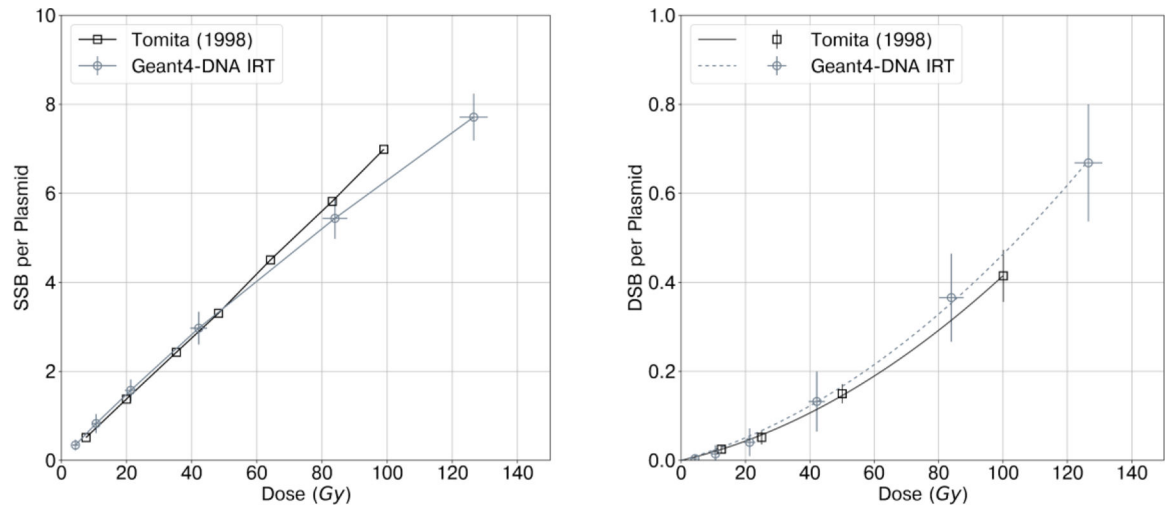 10
8
6
4
2
0
SSB per Plasmid
Tomita (1998)
Geant4-DNA IRT
0 20 40 60 80 100 120 140
Dose (Gy)
1.0
0.8
0.6
0.4
0.2
0.0
DSB per Plasmid
Tomita (1998)
Geant4-DNA IRT
0 20 40 60 80 100 120 140
Dose (Gy)